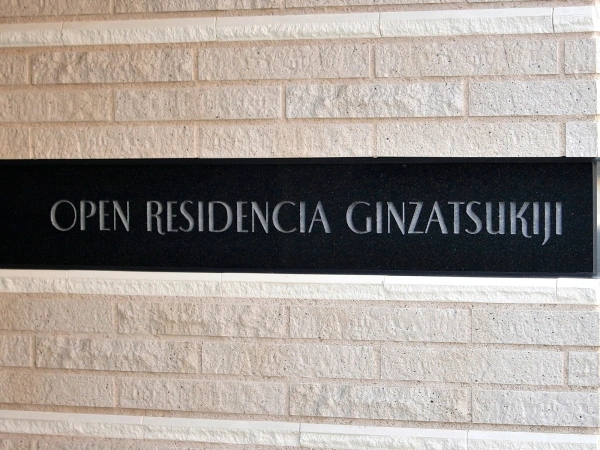 OPEN RESIDENCIA GINZATSUKIJI